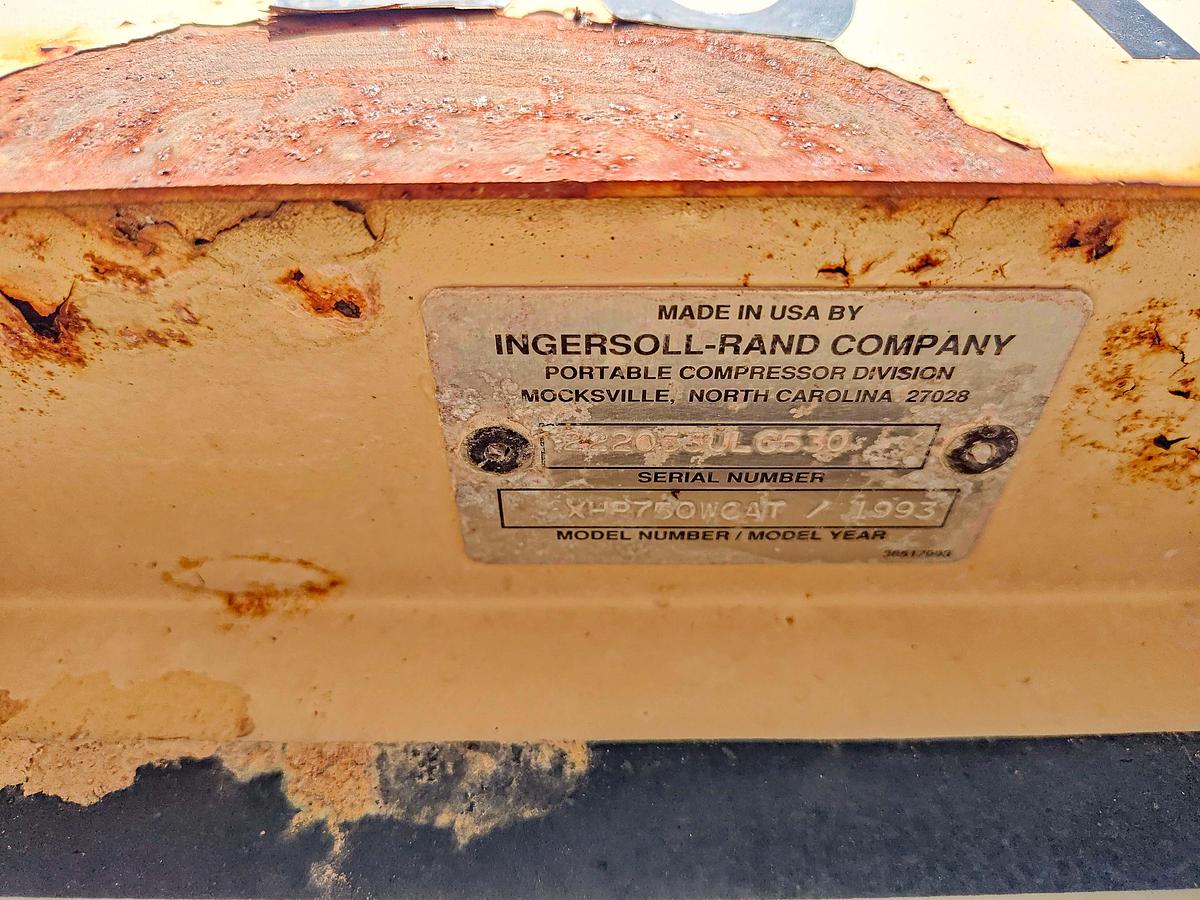 MADE IN USA BY
INGERSOLL-RAND COMPANY
PORTABLE COMPRESSOR DIVISION
MOCKSVILLE, NORTH CAROLINA 27028
SERIAL NUMBER
XHP750WCAT / 1993
MODEL NUMBER / MODEL YEAR